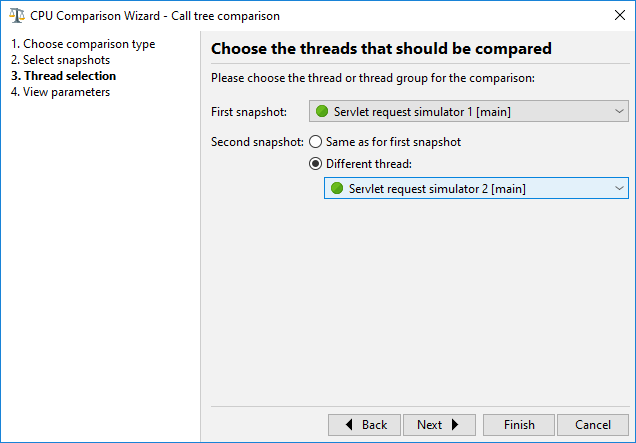 CPU Comparison Wizard - Call tree comparison
1. Choose comparison type
2. Select snapshots
3. Thread selection
4. View parameters
Choose the threads that should be compared
Please choose the thread or thread group for the comparison:
First snapshot: Servlet request simulator 1 [main]
Second snapshot: Same as for first snapshot
Different thread:
Servlet request simulator 2 [main]
Back Next Finish Cancel